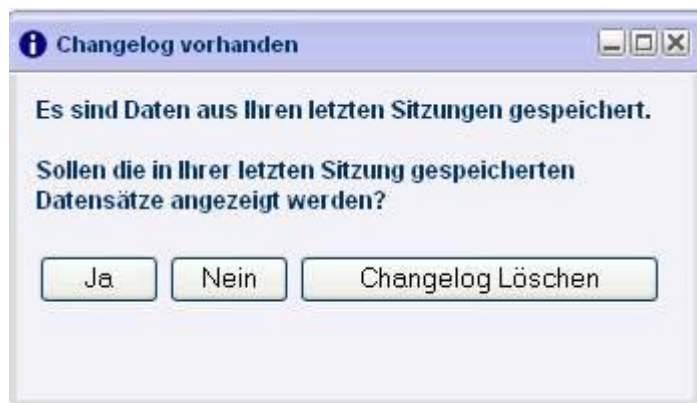 Changelog vorhanden
Es sind Daten aus Ihren letzten Sitzungen gespeichert.
Sollen die in Ihrer letzten Sitzung gespeicherten
Datensätze angezeigt werden?
Ja Nein Changelog Löschen